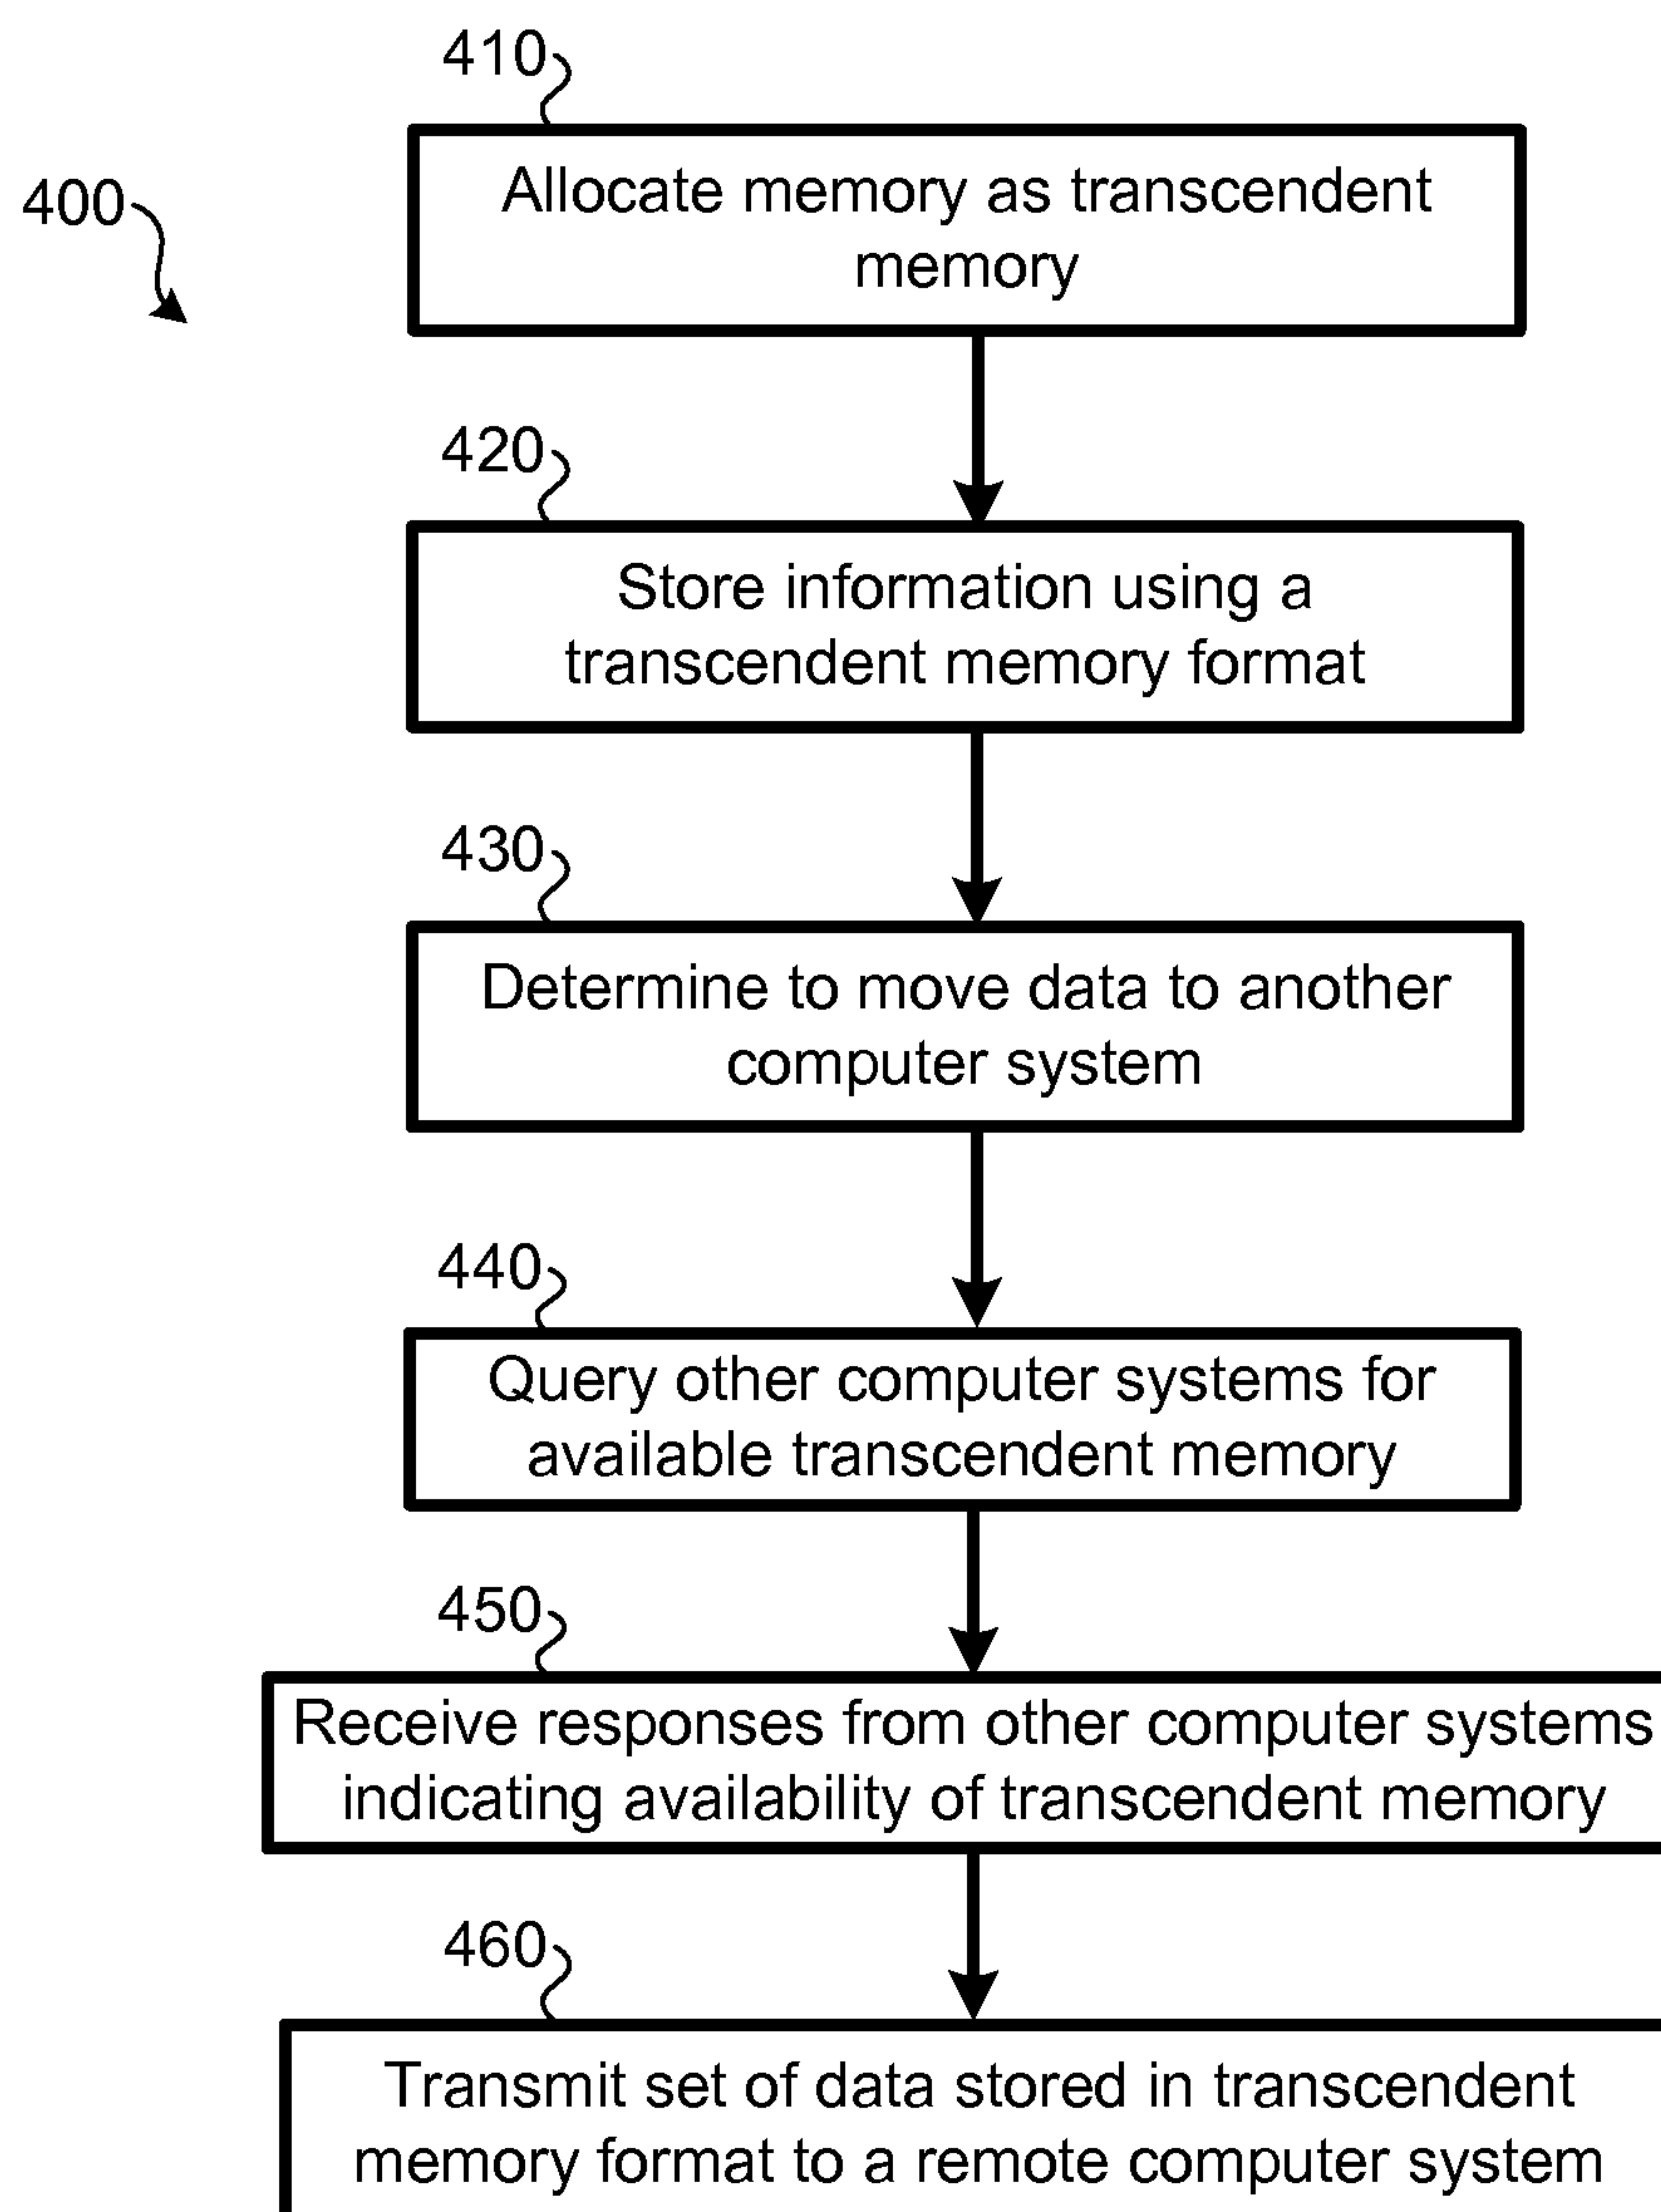 410
400
Allocate memory as transcendent
memory
420
Store information using a
transcendent memory format
430
Determine to move data to another
computer system
440
Query other computer systems for
available transcendent memory
450
Receive responses from other computer systems
indicating availability of transcendent memory
460
Transmit set of data stored in transcendent
memory format to a remote computer system